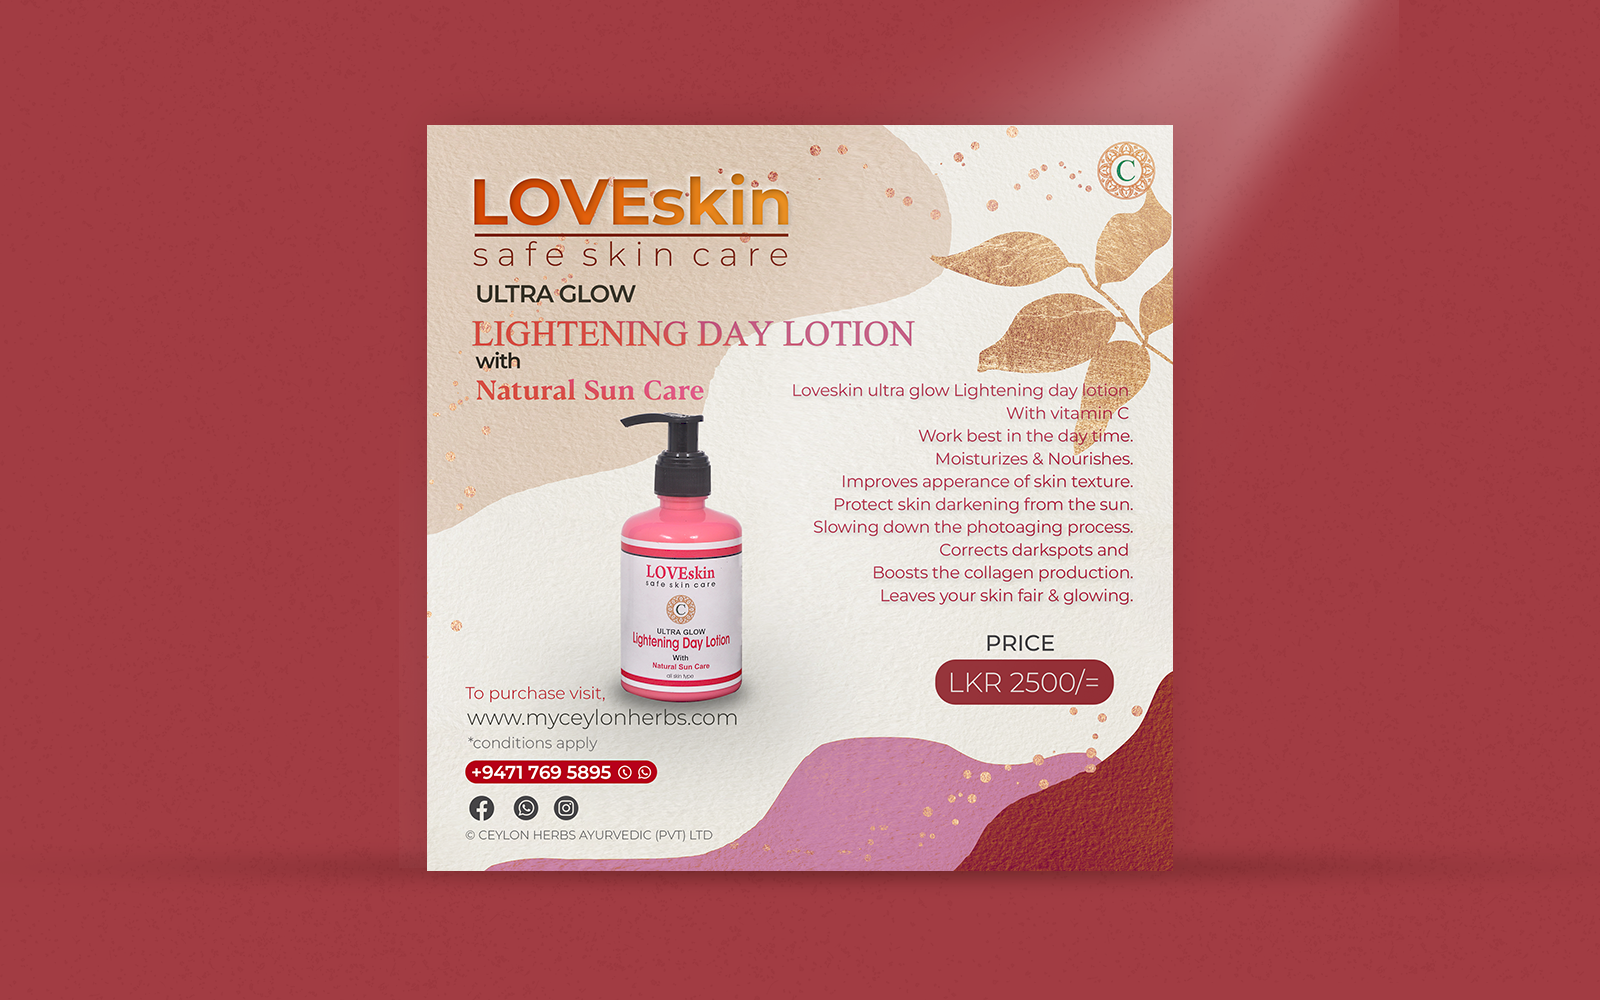 C
LOVEskin
safe skin care
ULTRA GLOW
LIGHTENING DAY LOTION
with
Natural Sun Care
Loveskin ultra glow Lightening day lotion
With vitamin C
Work best in the day time.
Moisturizes & Nourishes.
Improves apperance of skin texture.
Protect skin darkening from the sun.
Slowing down the photoaging process.
Corrects darkspots and
Boosts the collagen production.
Leaves your skin fair & glowing.
LOVEskin
safe skin care
C
ULTRA GLOW
Lightening Day Lotion
With
Natural Sun Care
all skin type
PRICE
LKR 2500/=
To purchase visit,
www.myceylonherbs.com
*conditions apply
+9471 769 5895
© CEYLON HERBS AYURVEDIC (PVT) LTD